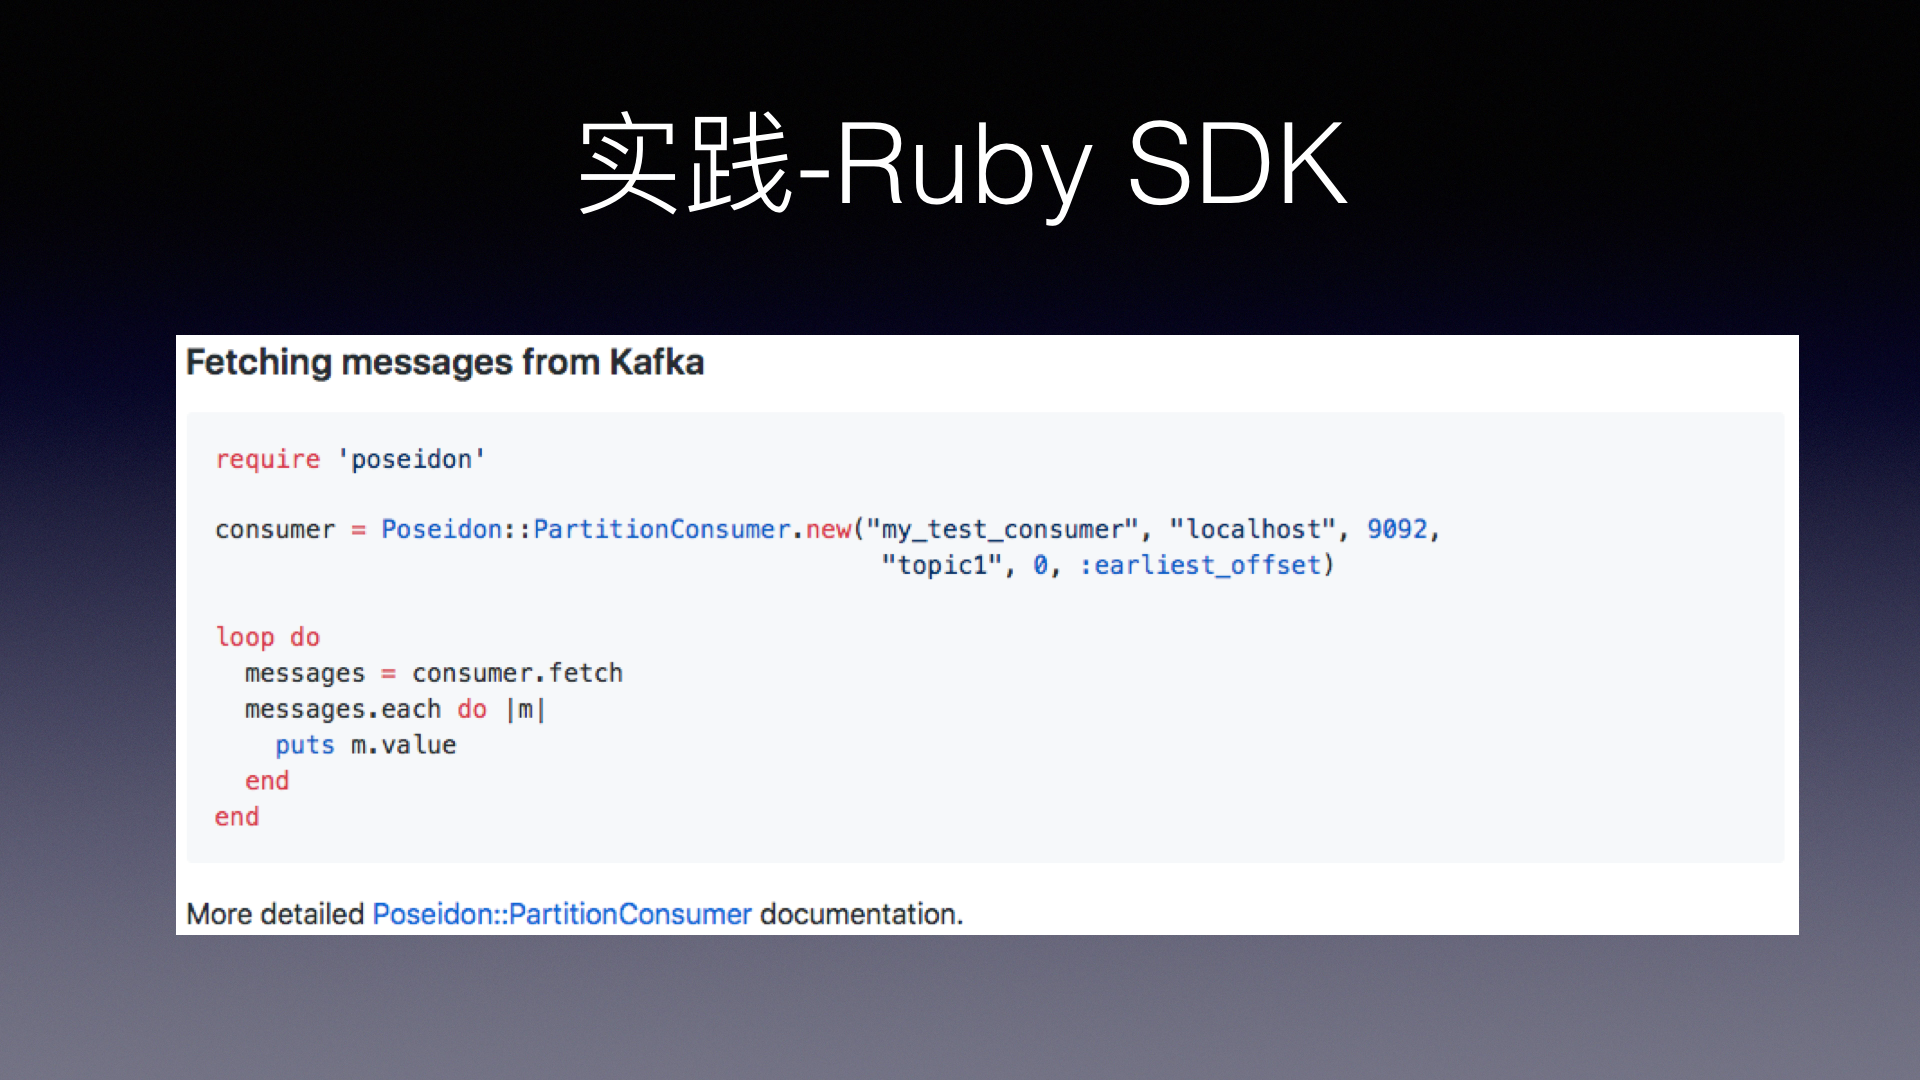 实践-Ruby SDK
Fetching messages from Kafka
require 'poseidon'
consumer = Poseidon::PartitionConsumer.new("my_test_consumer", "localhost", 9092,
                                            "topic1", 0, :earliest_offset)
loop do
  messages = consumer.fetch
  messages.each do |m|
    puts m.value
  end
end
More detailed Poseidon::PartitionConsumer documentation.